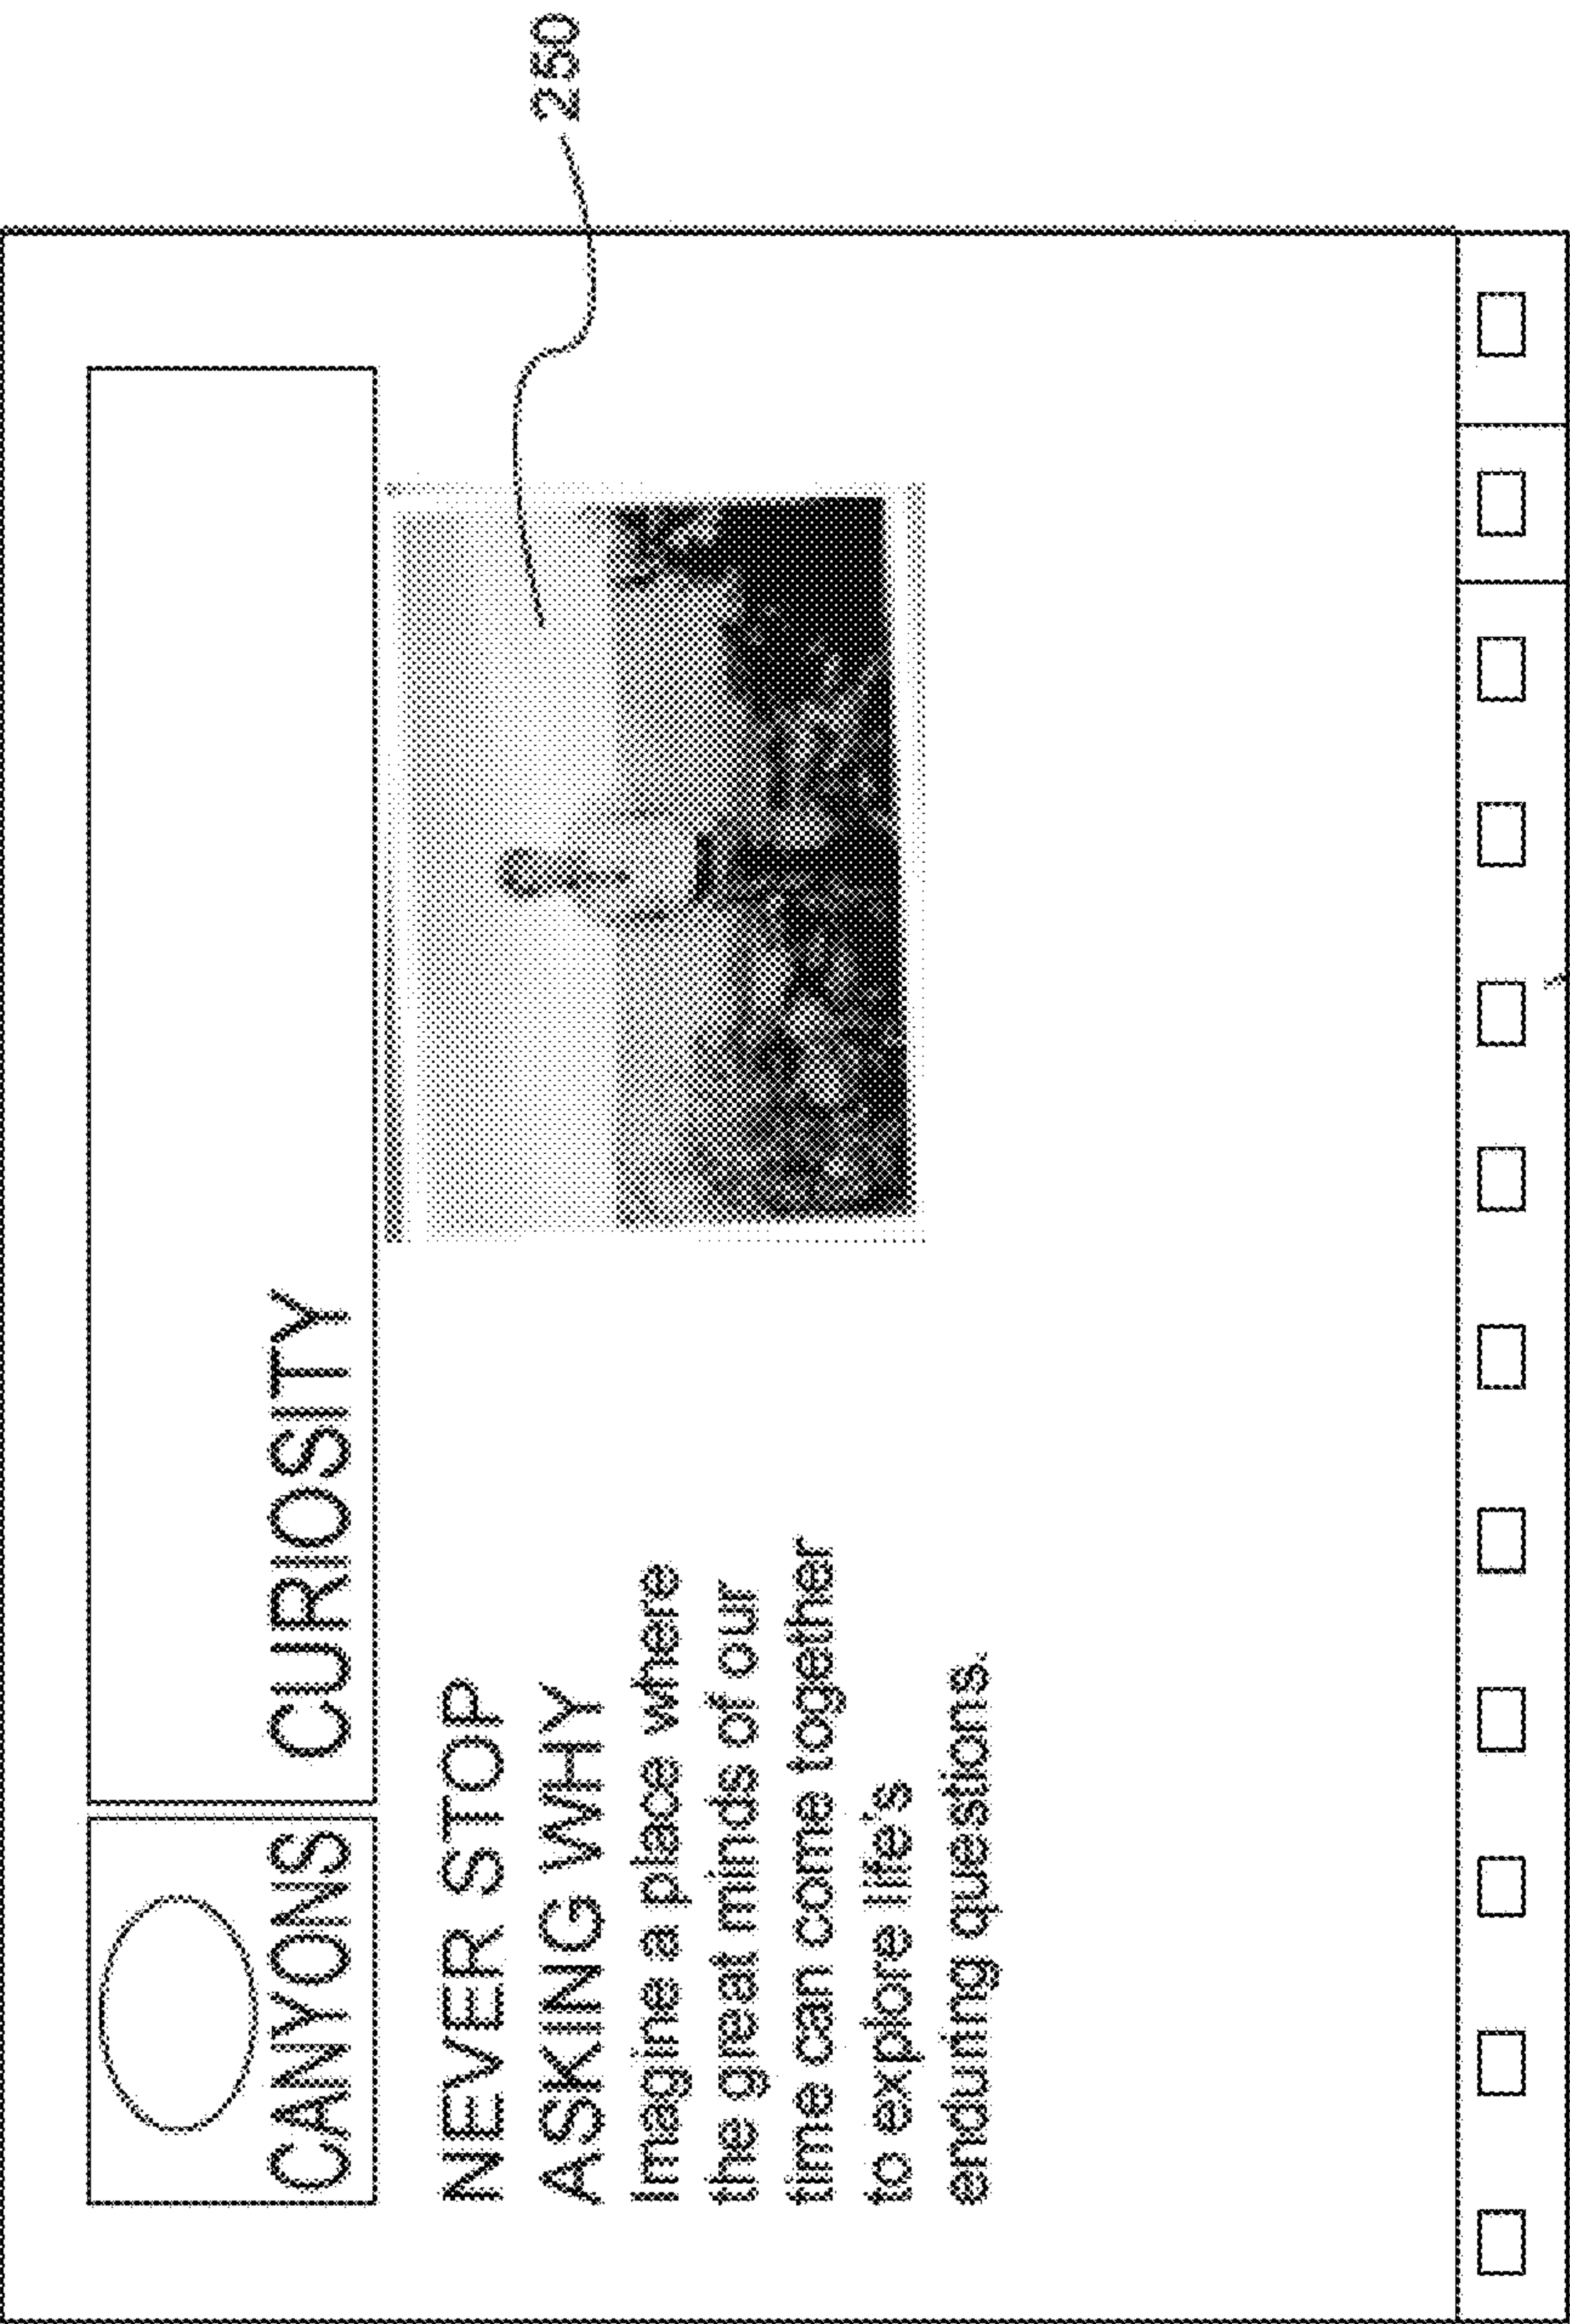 250
CANYONS
CURIOSITY
NEVER STOP
ASKING WHY
Imagine a place where
the great minds of our
time can come together
to explore life's
enduring questions.